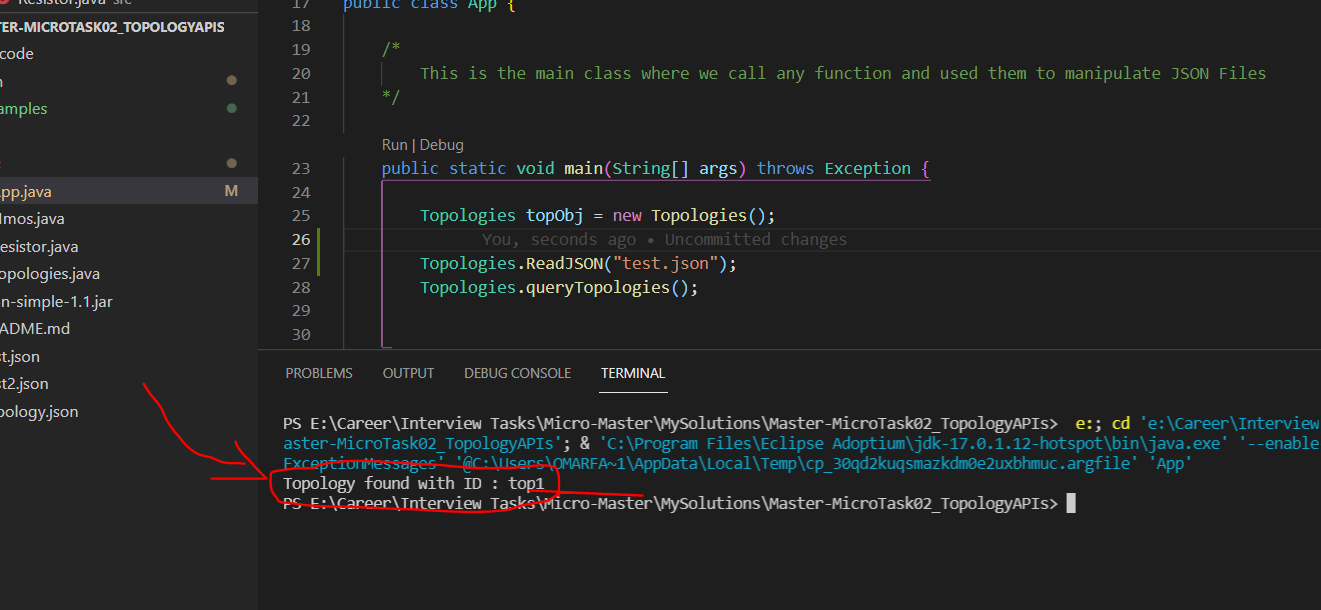 Resistor.java src
TER-MICROTASK02_TOPOLOGYAPIS
code
n
amples
App.java M
Nmos.java
esistor.java
opologies.java
n-simple-1.1.jar
ADME.md
st.json
st2.json
pology.json
17 public class App {
18
19 /*
20 This is the main class where we call any function and used them to manipulate JSON Files
21 */
22
Run | Debug
23 public static void main(String[] args) throws Exception {
24
25 Topologies topObj = new Topologies();
26 You, seconds ago • Uncommitted changes
27 Topologies.ReadJSON("test.json");
28 Topologies.queryTopologies();
29
30
PROBLEMS OUTPUT DEBUG CONSOLE TERMINAL
PS E:\Career\Interview Tasks\Micro-Master\MySolutions\Master-MicroTask02_TopologyAPIs> e:; cd 'e:\Career\Interview
aster-MicroTask02_TopologyAPIs'; & 'C:\Program Files\Eclipse Adoptium\jdk-17.0.1.12-hotspot\bin\java.exe' '--enable
ExceptionMessages' '@C:\Users\OMARFA~1\AppData\Local\Temp\cp_30qd2kuqsmazkdm0e2uxbhmuc.argfile' 'App'
Topology found with ID : top1
PS E:\Career\Interview Tasks\Micro-Master\MySolutions\Master-MicroTask02_TopologyAPIs>